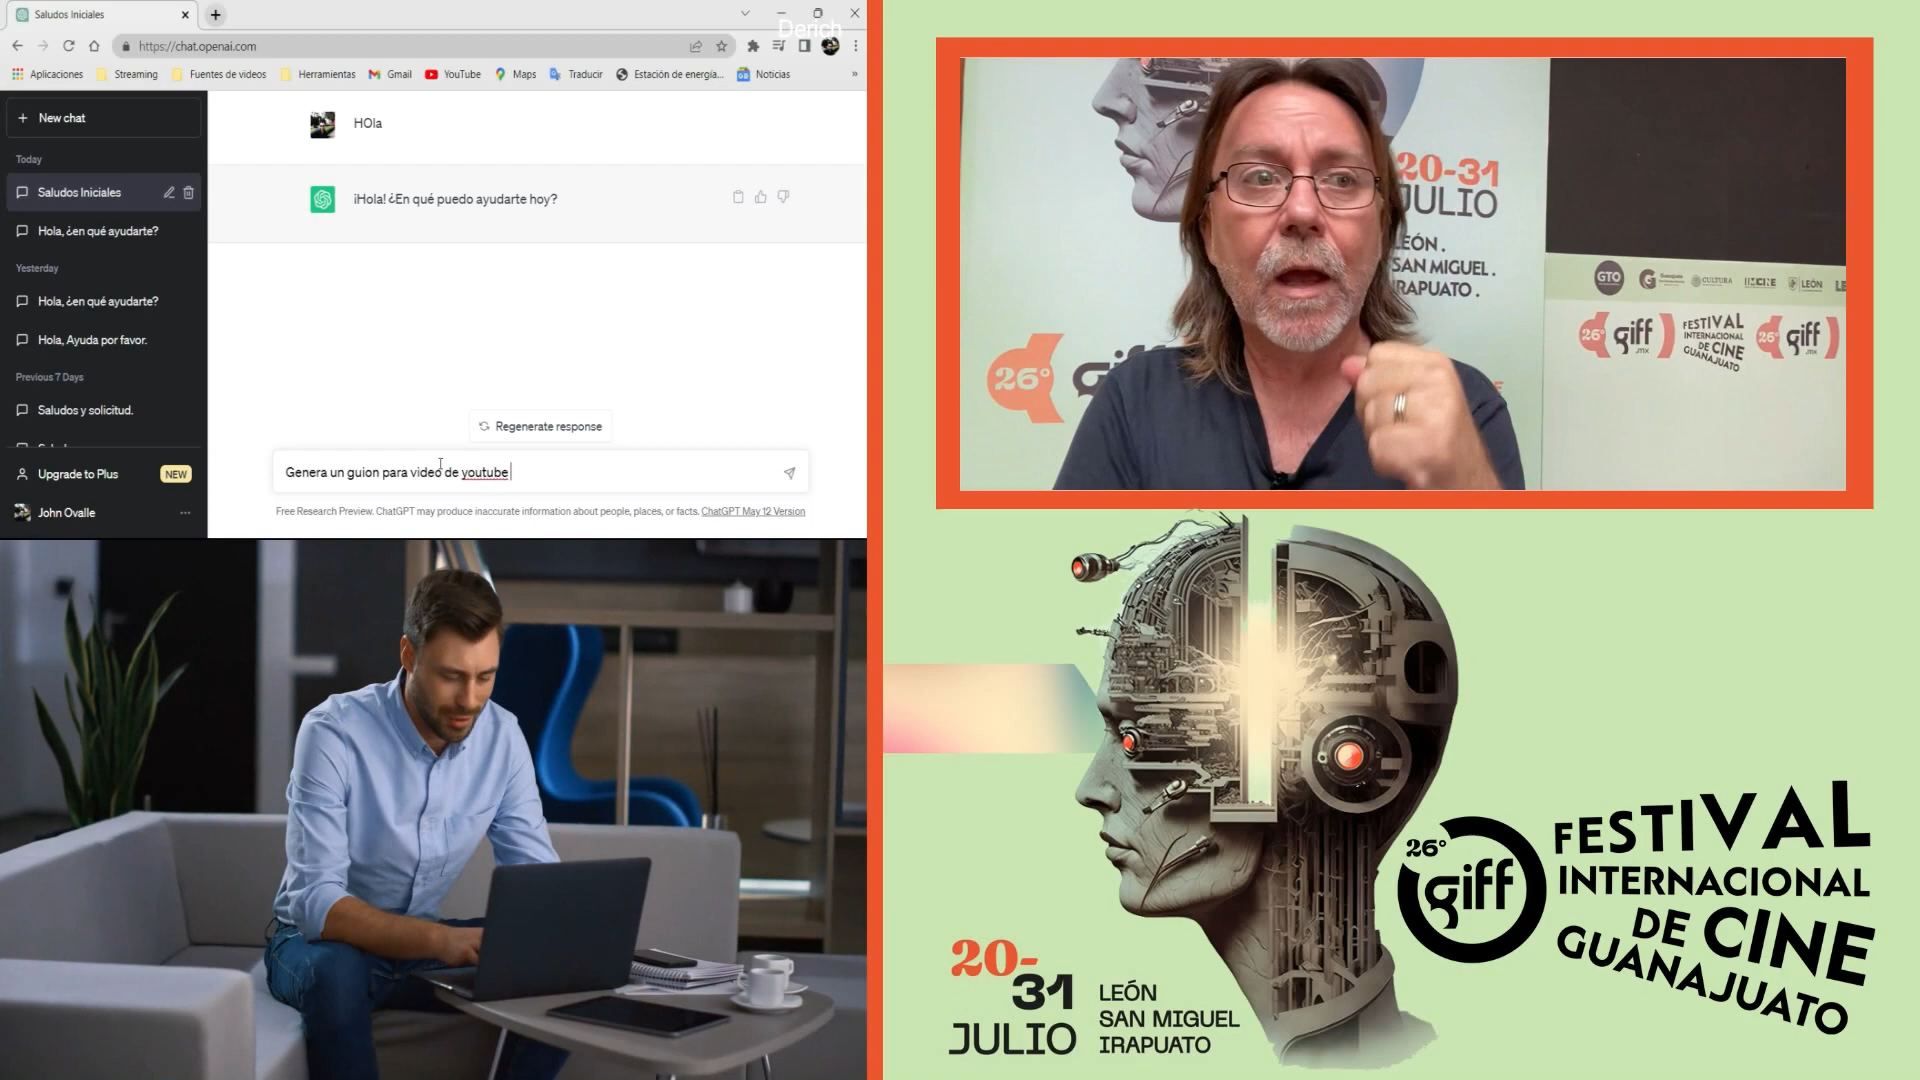 Saludos Iniciales
Derich
https://chat.openai.com
Aplicaciones
Streaming
Fuentes de videos
Herramientas
Gmail
YouTube
Maps
Traducir
Estación de energía...
Noticias
»
New chat
Today
Saludos Iniciales
Hola, ¿en qué ayudarte?
Yesterday
Hola, ¿en qué ayudarte?
Hola, Ayuda por favor.
Previous 7 Days
Saludos y solicitud.
Upgrade to Plus
NEW
John Ovalle
HOla
¡Hola! ¿En qué puedo ayudarte hoy?
Regenerate response
Genera un guion para video de youtube
Free Research Preview. ChatGPT may produce inaccurate information about people, places, or facts. ChatGPT May 12 Version
20-31
JULIO
LEÓN.
SAN MIGUEL.
IRAPUATO.
26°
GTO
CULTURA
IMCINE
LEÓN
26° giff .mx
FESTIVAL
INTERNACIONAL
DE CINE
GUANAJUATO
26° giff .mx
26°
giff
FESTIVAL
INTERNACIONAL
DE CINE
GUANAJUATO
20-
31
JULIO
LEÓN
SAN MIGUEL
IRAPUATO